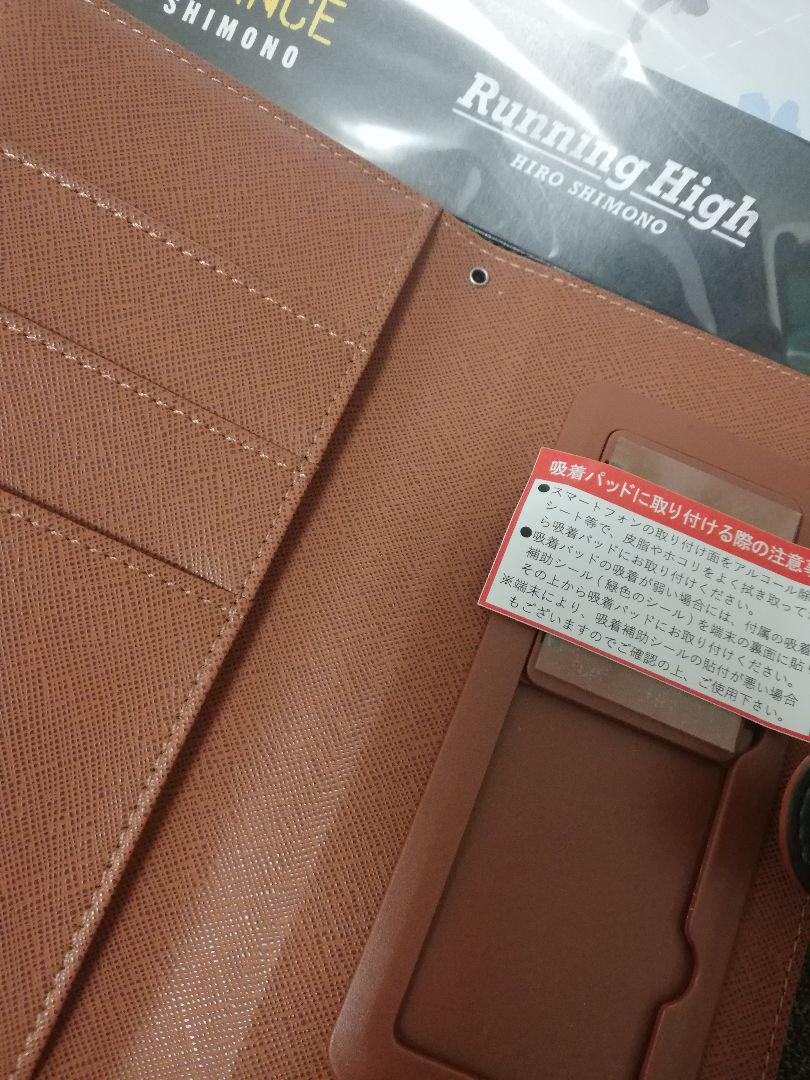 SHIMONO
Running High
HIRO SHIMONO
吸着パッドに取り付ける際の注意
●スマートフォンの取り付け面をアルコール除
シート等で、皮脂やホコリをよく拭き取って
ら吸着パッドにお取り付けください。
●吸着パッドの吸着が弱い場合には、付属の吸着
補助シール(緑色のシール)を端末の裏面に貼り
その上から吸着パッドにお取り付けください。
※端末により、吸着補助シールの貼付が悪い場合
もございますのでご確認の上、ご使用下さい。